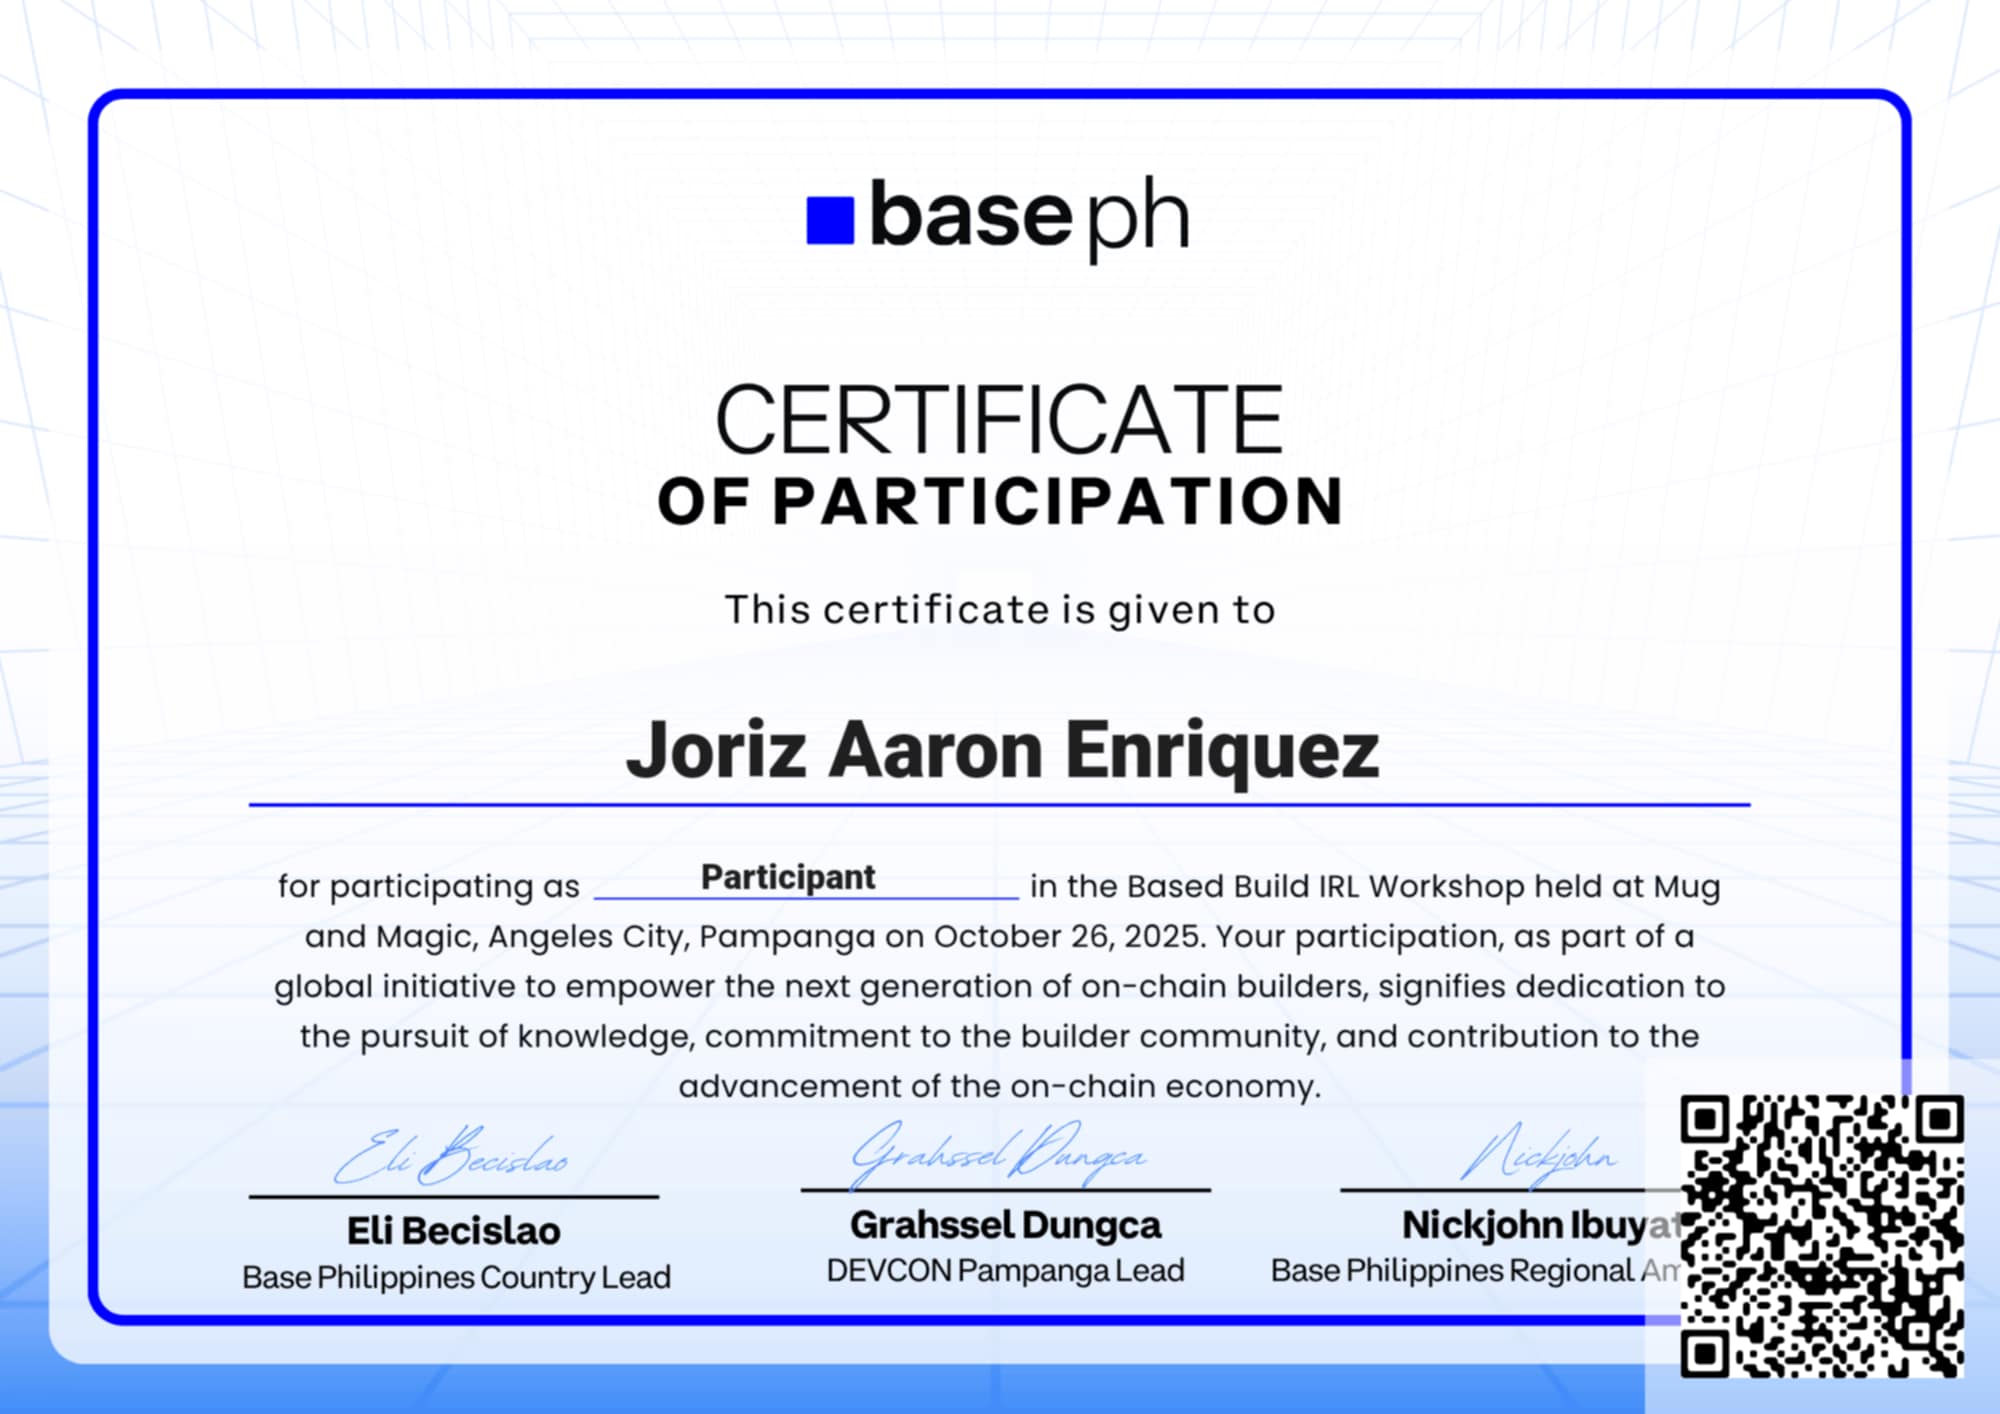 base ph
CERTIFICATE
OF PARTICIPATION
This certificate is given to
Joriz Aaron Enriquez
for participating as Participant in the Based Build IRL Workshop held at Mug
and Magic, Angeles City, Pampanga on October 26, 2025. Your participation, as part of a
global initiative to empower the next generation of on-chain builders, signifies dedication to
the pursuit of knowledge, commitment to the builder community, and contribution to the
advancement of the on-chain economy.
Eli Becislao Grahssel Dungca Nickjohn
Eli Becislao Grahssel Dungca Nickjohn
Base Philippines Country Lead DEVCON Pampanga Lead Base Philippines Regional